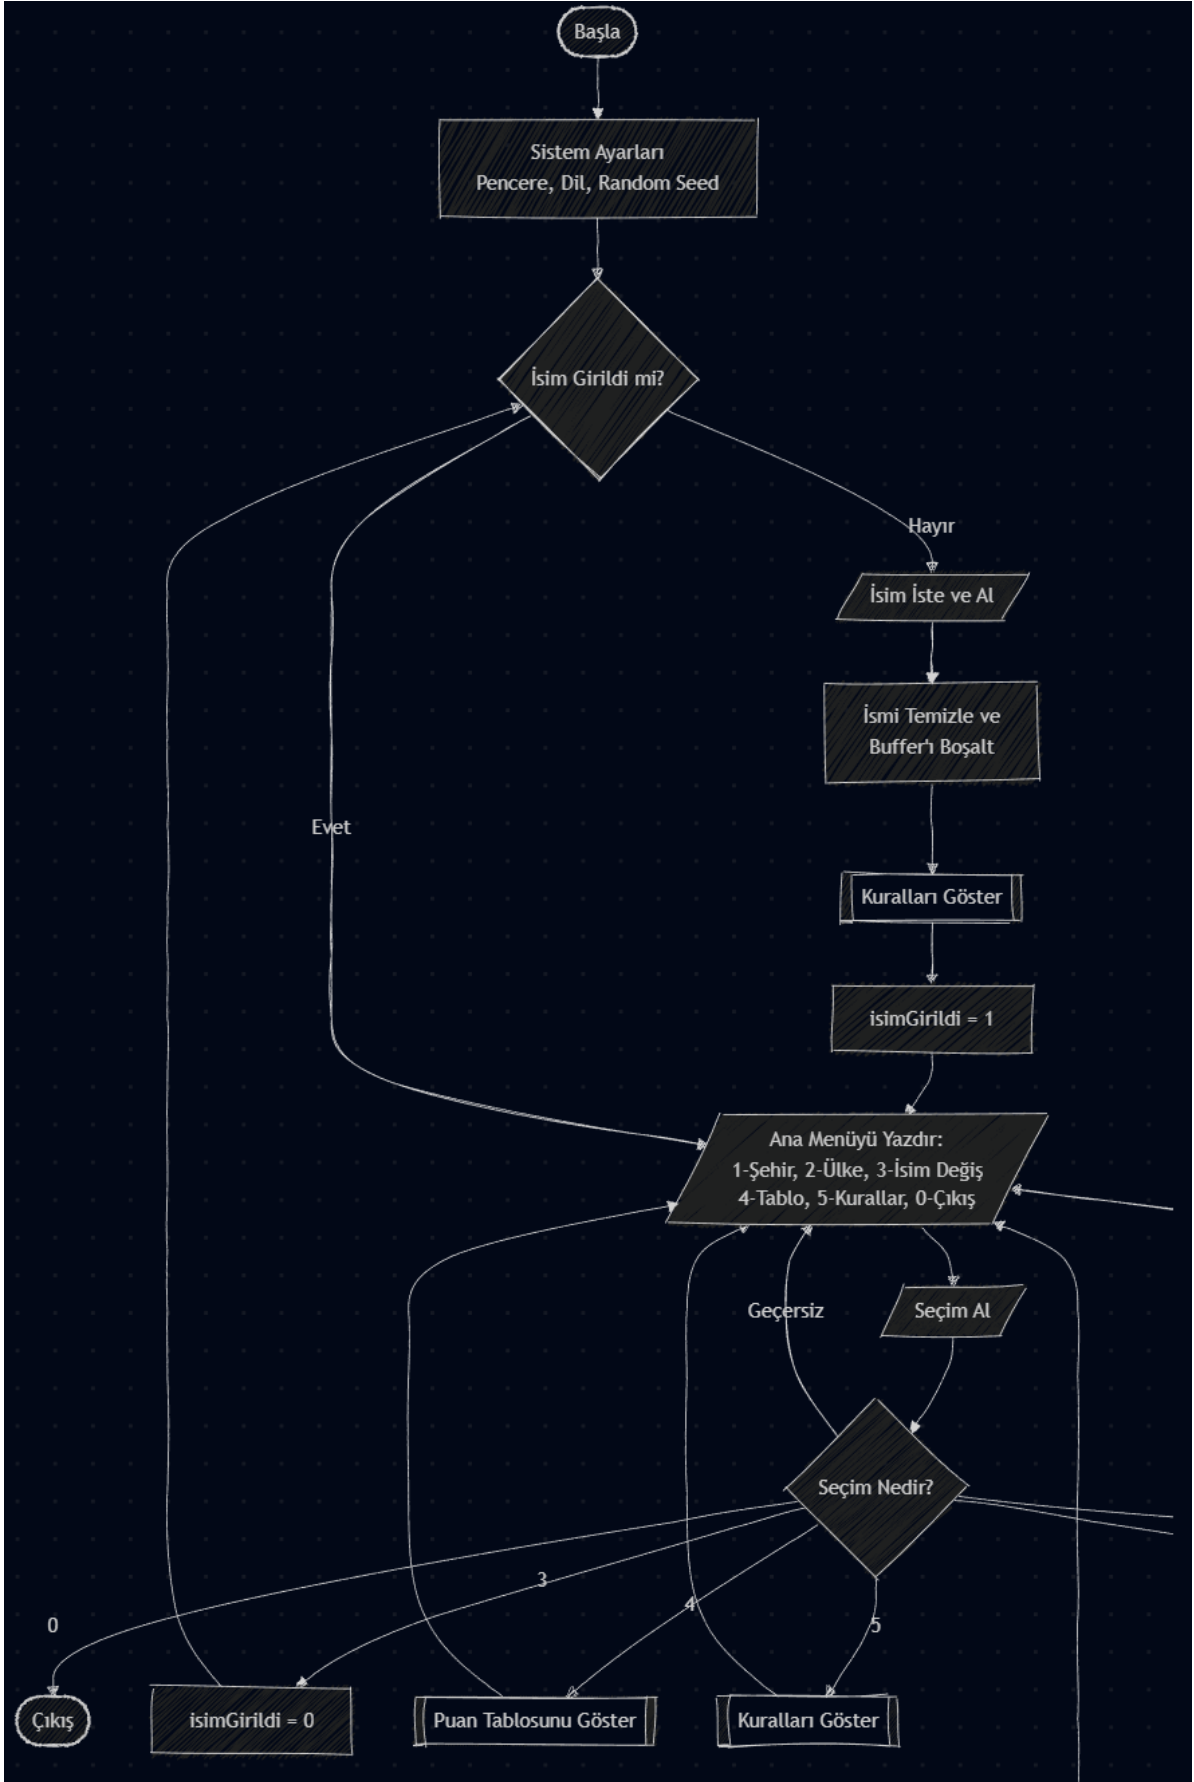 Başla
Sistem Ayarları
Pencere, Dil, Random Seed
İsim Girildi mi?
Hayır
İsim İste ve Al
İsmi Temizle ve
Buffer'ı Boşalt
Evet
Kuralları Göster
isimGirildi = 1
Ana Menüyü Yazdır:
1-Şehir, 2-Ülke, 3-İsim Değiş
4-Tablo, 5-Kurallar, 0-Çıkış
Geçersiz
Seçim Al
Seçim Nedir?
3
4
0
5
Çıkış
isimGirildi = 0
Puan Tablosunu Göster
Kuralları Göster